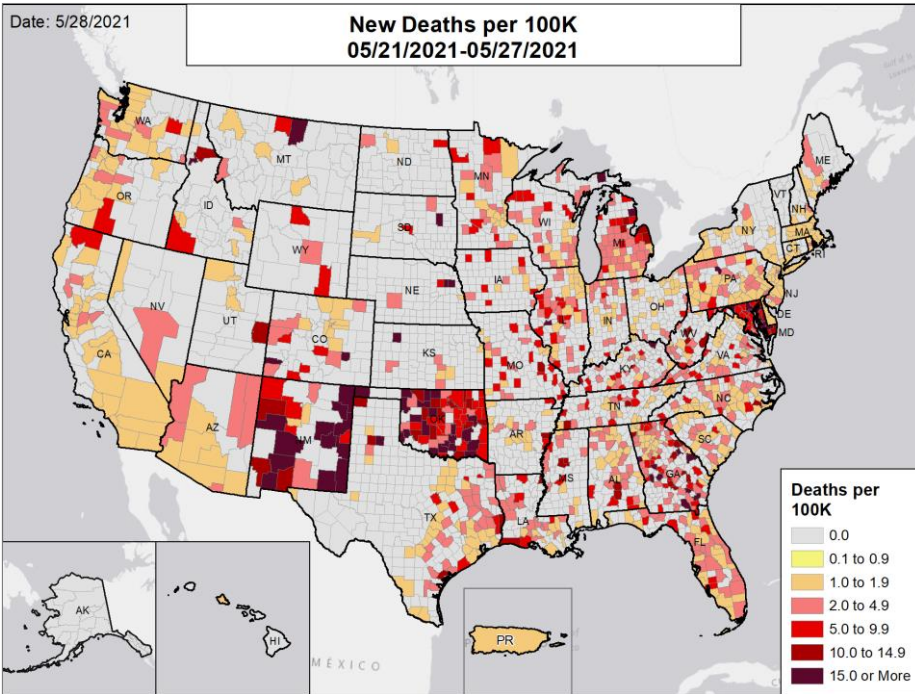 Date: 5/28/2021
New Deaths per 100K
05/21/2021-05/27/2021
WA
MT
ND
MN
ME
OR
ID
SD
WI
MI
VT
NH
NY
MA
CT
RI
WY
IA
PA
NJ
NE
OH
DE
NV
UT
IN
MD
CO
WV
CA
KS
MO
KY
VA
NC
TN
AZ
NM
OK
AR
SC
MS
AL
GA
TX
LA
FL
AK
HI
PR
MÉXICO
Deaths per
100K
0.0
0.1 to 0.9
1.0 to 1.9
2.0 to 4.9
5.0 to 9.9
10.0 to 14.9
15.0 or More